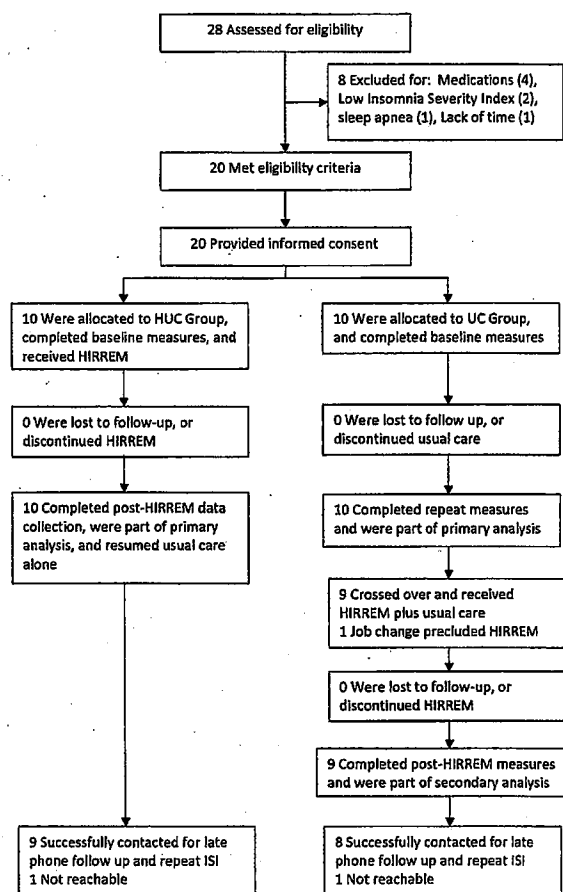 28 Assessed for eligibility
8 Excluded for: Medications (4),
Low Insomnia Severity Index (2),
sleep apnea (1), Lack of time (1)
20 Met eligibility criteria
20 Provided informed consent
10 Were allocated to HUC Group,
completed baseline measures, and
received HIRREM
10 Were allocated to UC Group,
and completed baseline measures
0 Were lost to follow-up, or
discontinued HIRREM
0 Were lost to follow up, or
discontinued usual care
10 Completed post-HIRREM data
collection, were part of primary
analysis, and resumed usual care
alone
10 Completed repeat measures
and were part of primary analysis
9 Crossed over and received
HIRREM plus usual care
1 Job change precluded HIRREM
0 Were lost to follow-up, or
discontinued HIRREM
9 Completed post-HIRREM measures
and were part of secondary analysis
9 Successfully contacted for late
phone follow up and repeat ISI
1 Not reachable
8 Successfully contacted for late
phone follow up and repeat ISI
1 Not reachable